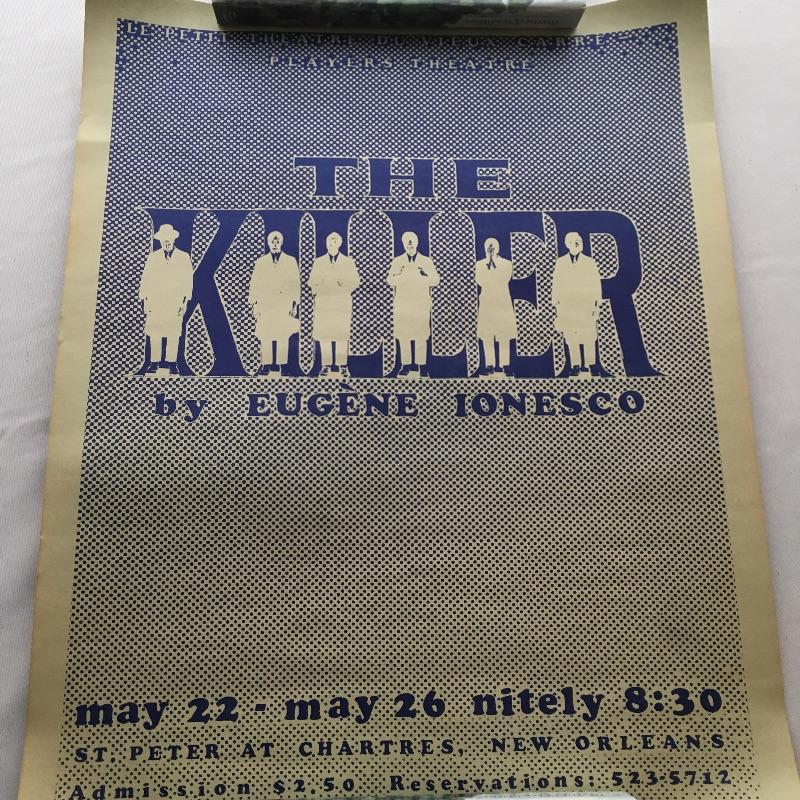 LE PETIT THEATRE DU VIEUX CARRE
PLAYERS THEATRE
THE
KILLER
by EUGÈNE IONESCO
may 22 - may 26 nitely 8:30
ST. PETER AT CHARTRES, NEW ORLEANS
Admission $2.50 Reservations: 523-5712